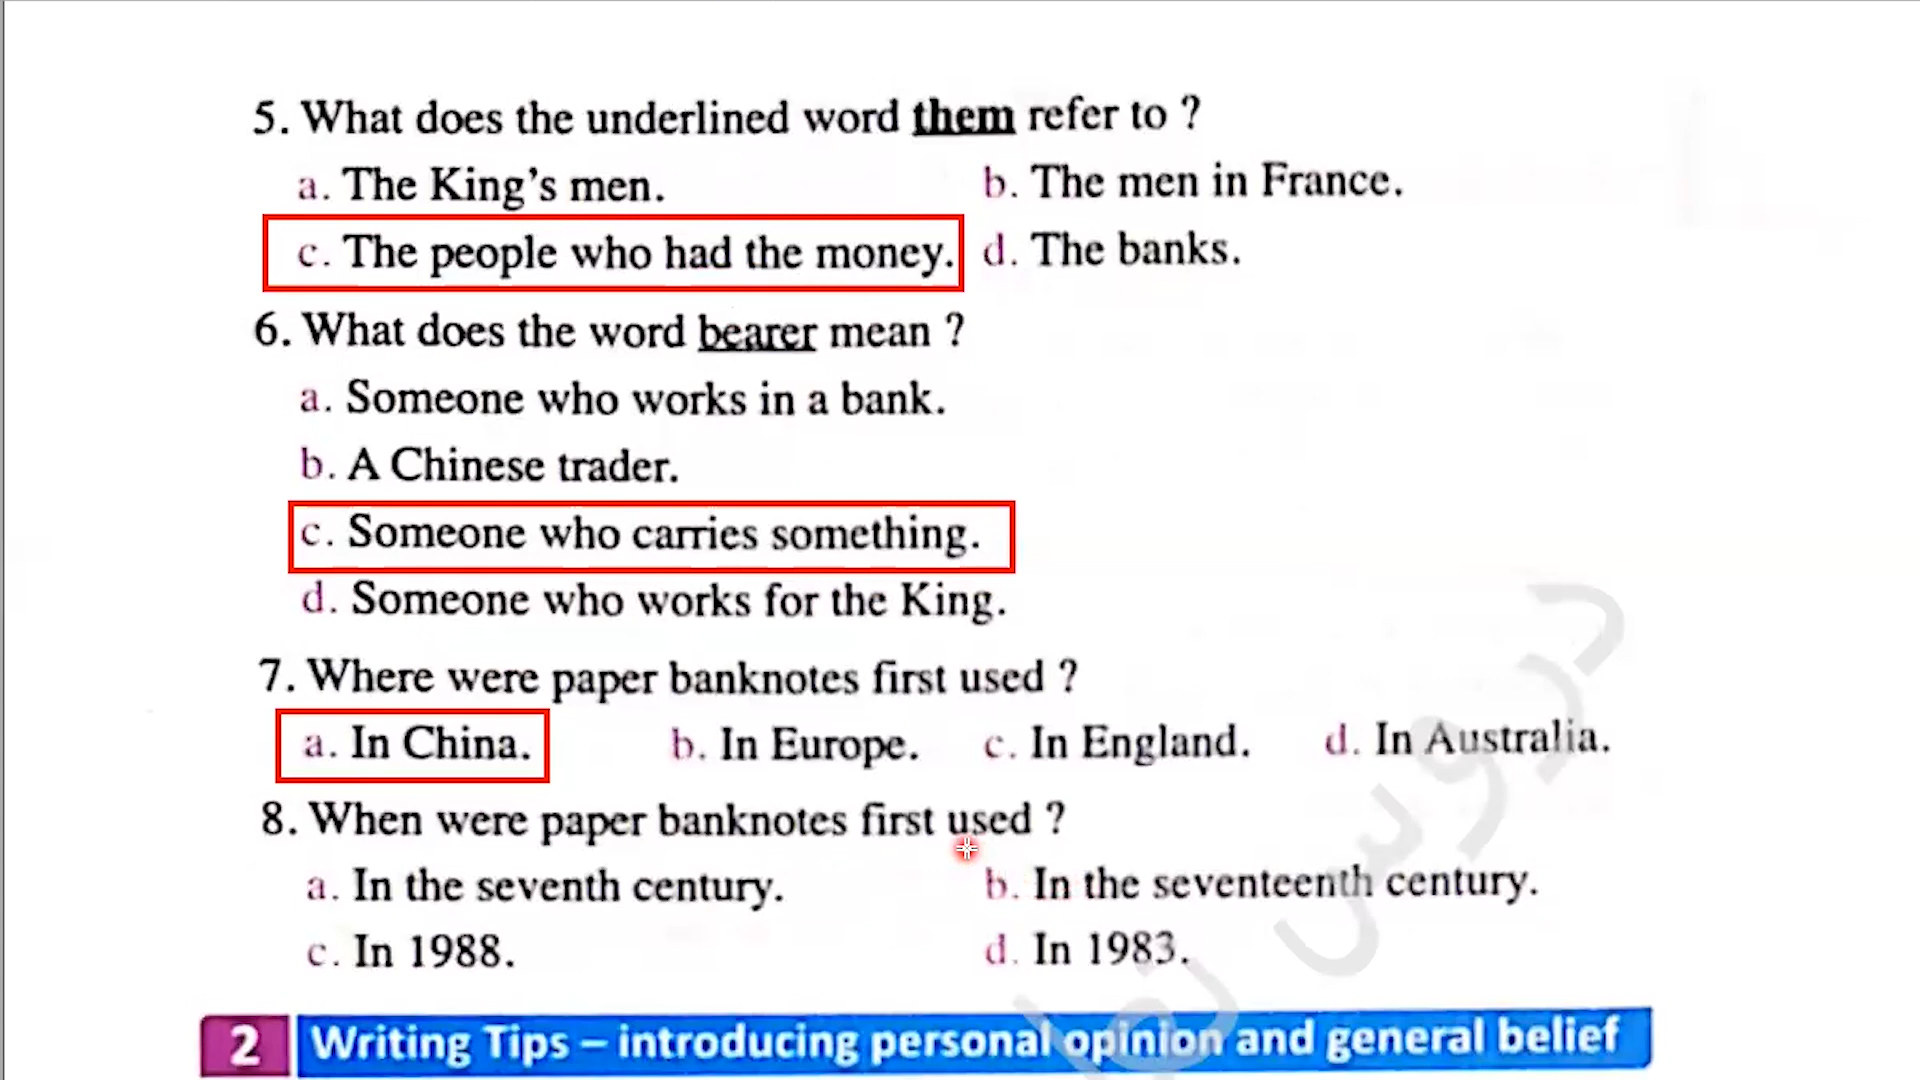 5. What does the underlined word them refer to ?
a. The King's men. b. The men in France.
c. The people who had the money. d. The banks.
6. What does the word bearer mean ?
a. Someone who works in a bank.
b. A Chinese trader.
c. Someone who carries something.
d. Someone who works for the King.
7. Where were paper banknotes first used ?
a. In China. b. In Europe. c. In England. d. In Australia.
8. When were paper banknotes first used ?
a. In the seventh century. b. In the seventeenth century.
c. In 1988. d. In 1983.
2 Writing Tips – introducing personal opinion and general belief
دروس